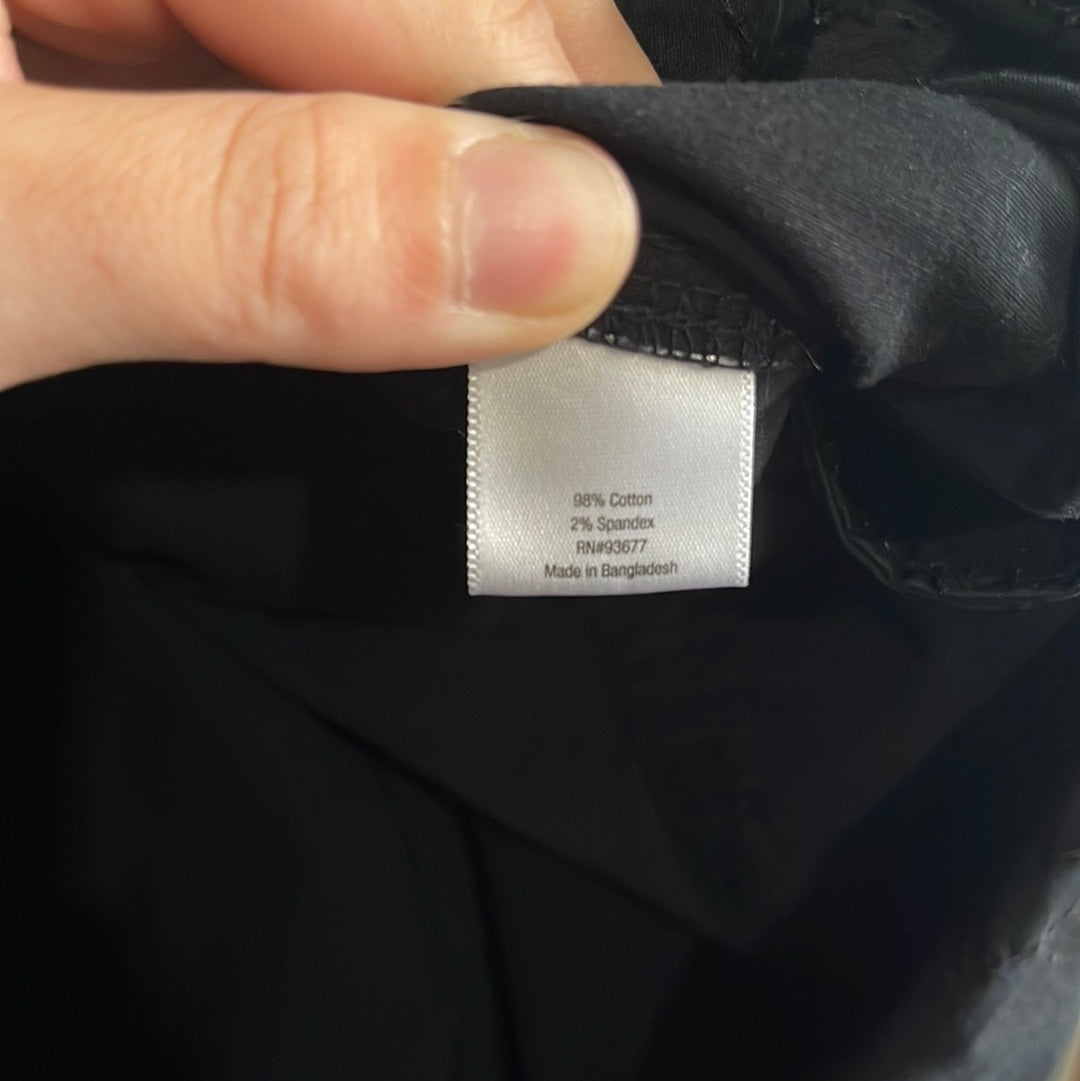 98% Cotton
2% Spandex
RN#93677
Made in Bangladesh